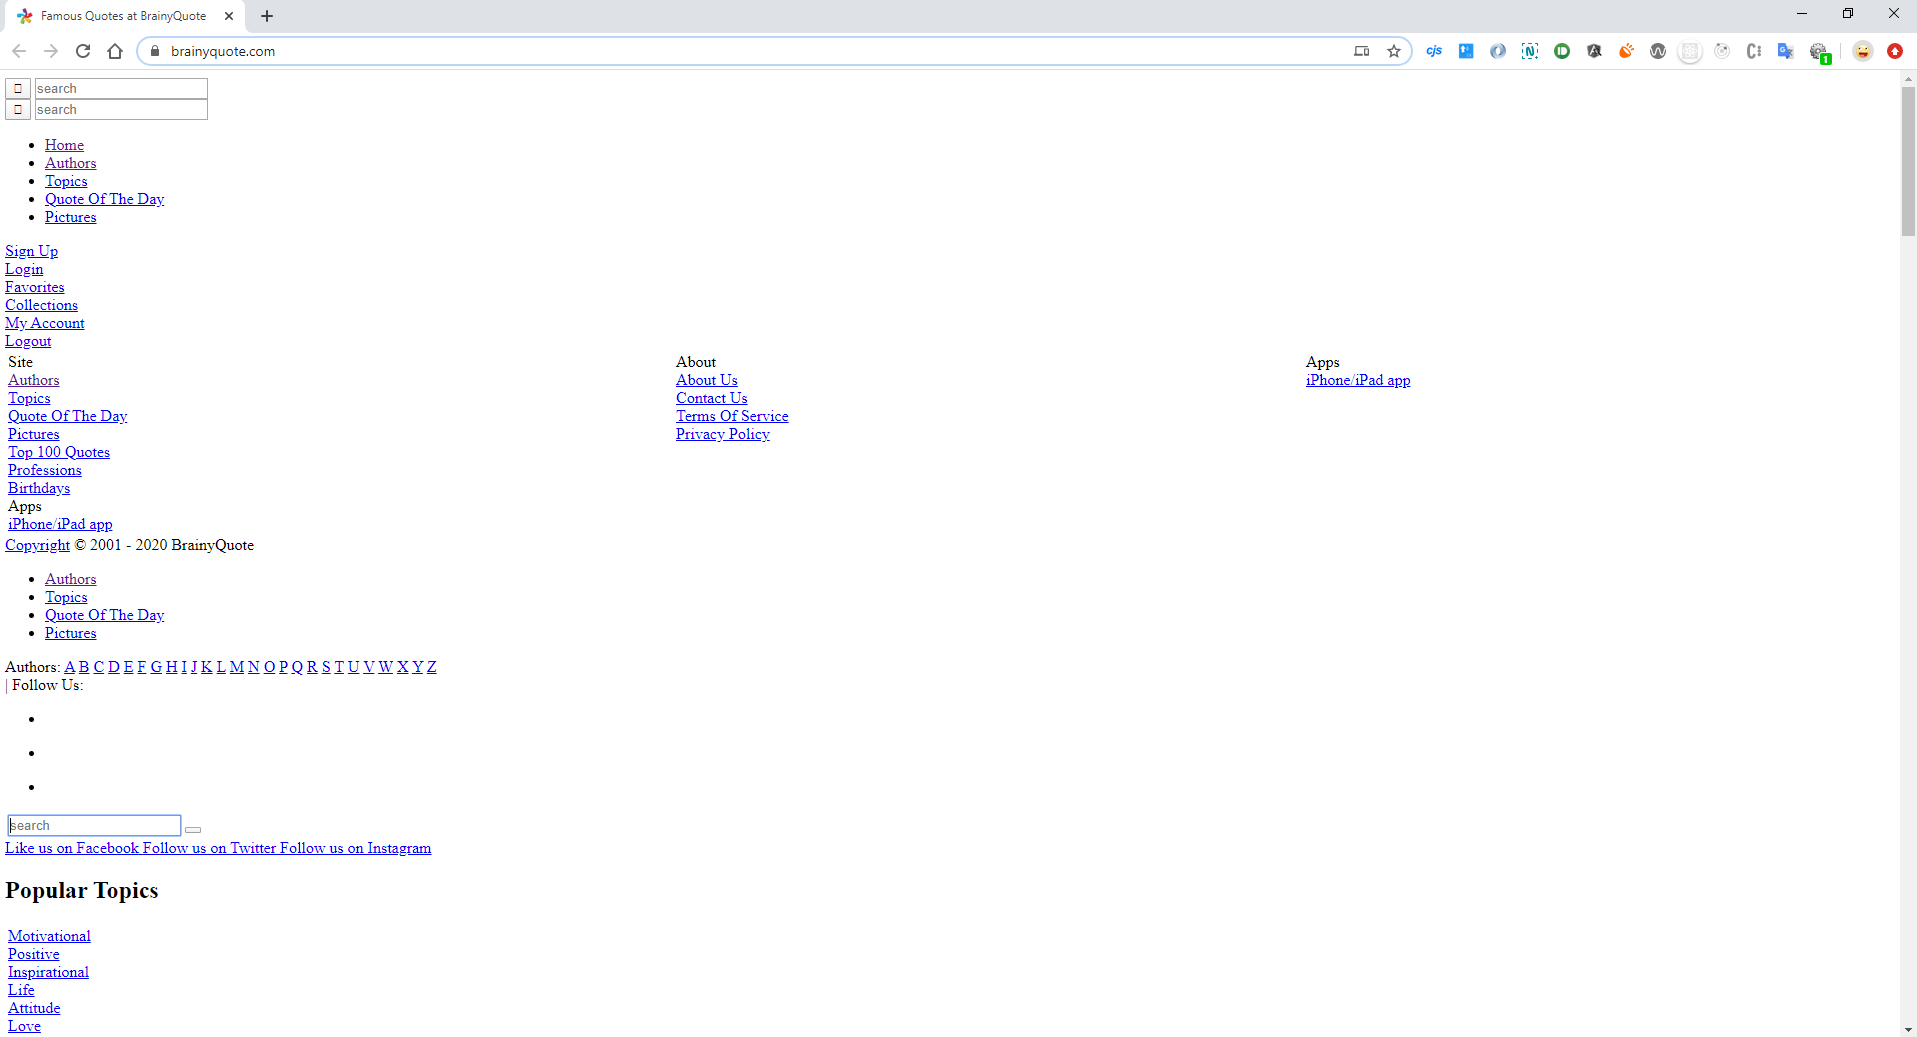 Famous Quotes at BrainyQuote
brainyquote.com
cjs
1
search
search
Home
Authors
Topics
Quote Of The Day
Pictures
Sign Up
Login
Favorites
Collections
My Account
Logout
Site
Authors
Topics
Quote Of The Day
Pictures
Top 100 Quotes
Professions
Birthdays
Apps
iPhone/iPad app
About
About Us
Contact Us
Terms Of Service
Privacy Policy
Apps
iPhone/iPad app
Copyright © 2001 - 2020 BrainyQuote
Authors
Topics
Quote Of The Day
Pictures
Authors: A B C D E F G H I J K L M N O P Q R S T U V W X Y Z
| Follow Us:
search
Like us on Facebook Follow us on Twitter Follow us on Instagram
Popular Topics
Motivational
Positive
Inspirational
Life
Attitude
Love